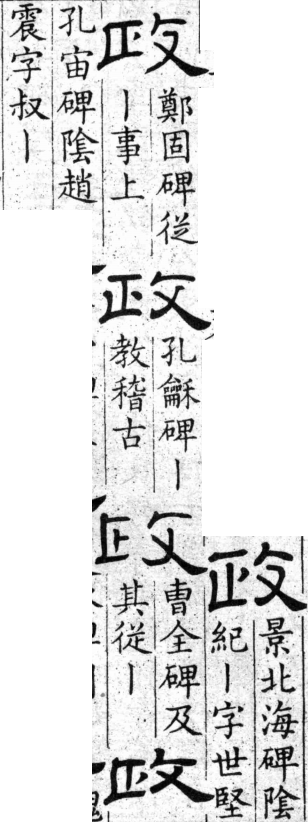 政
景北海碑陰
紀丨字世堅
政
鄭固碑從
丨事上
政
孔龢碑丨
教稽古
政
曹全碑及
其從丨
政
孔宙碑陰趙
震字叔丨